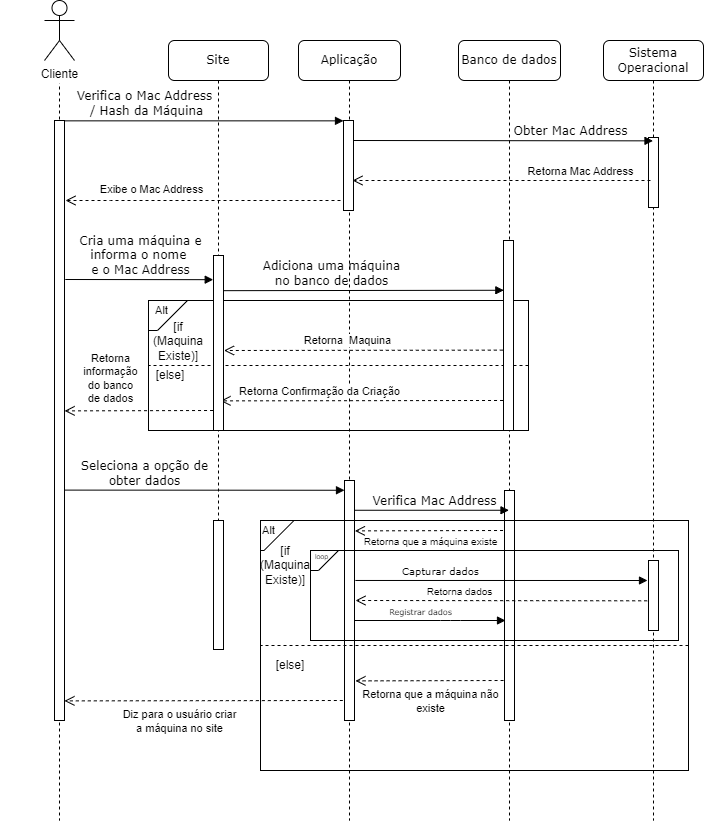 Cliente
Site
Aplicação
Banco de dados
Sistema
Operacional
Verifica o Mac Address
/ Hash da Máquina
Obter Mac Address
Retorna Mac Address
Exibe o Mac Address
Cria uma máquina e
informa o nome
e o Mac Address
Adiciona uma máquina
no banco de dados
Alt
[if
(Maquina
Existe)]
Retorna Maquina
Retorna
informação
do banco
de dados
[else]
Retorna Confirmação da Criação
Seleciona a opção de
obter dados
Verifica Mac Address
Alt
Retorna que a máquina existe
[if
(Maquina
Existe)]
loop
Capturar dados
Retorna dados
Registrar dados
[else]
Retorna que a máquina não
existe
Diz para o usuário criar
a máquina no site